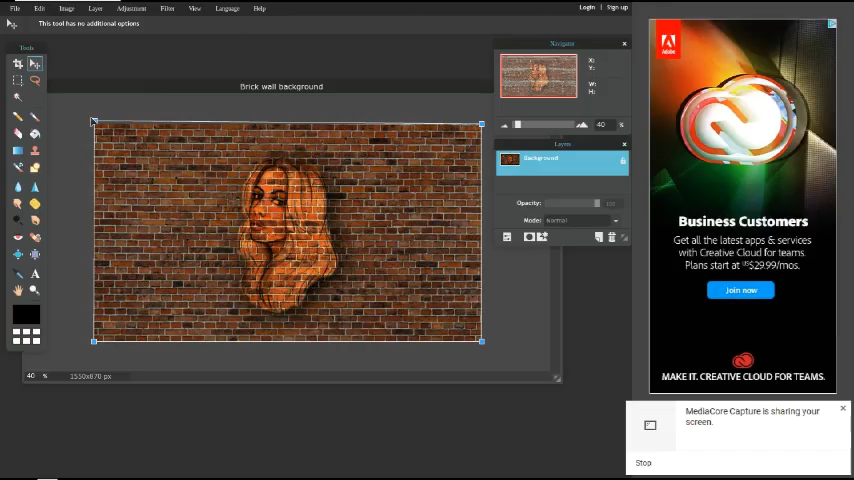 File Edit Image Layer Adjustment Filter View Language Help
Login Sign up
This tool has no additional options
Tools
Navigator
X:
Y:
W:
H:
40 %
Brick wall background
Layers
Background
Opacity: 100
Mode: Normal
40 % 1550x870 px
Adobe
Business Customers
Get all the latest apps & services
with Creative Cloud for teams.
Plans start at US$29.99/mo.
Join now
MAKE IT. CREATIVE CLOUD FOR TEAMS.
MediaCore Capture is sharing your
screen.
Stop